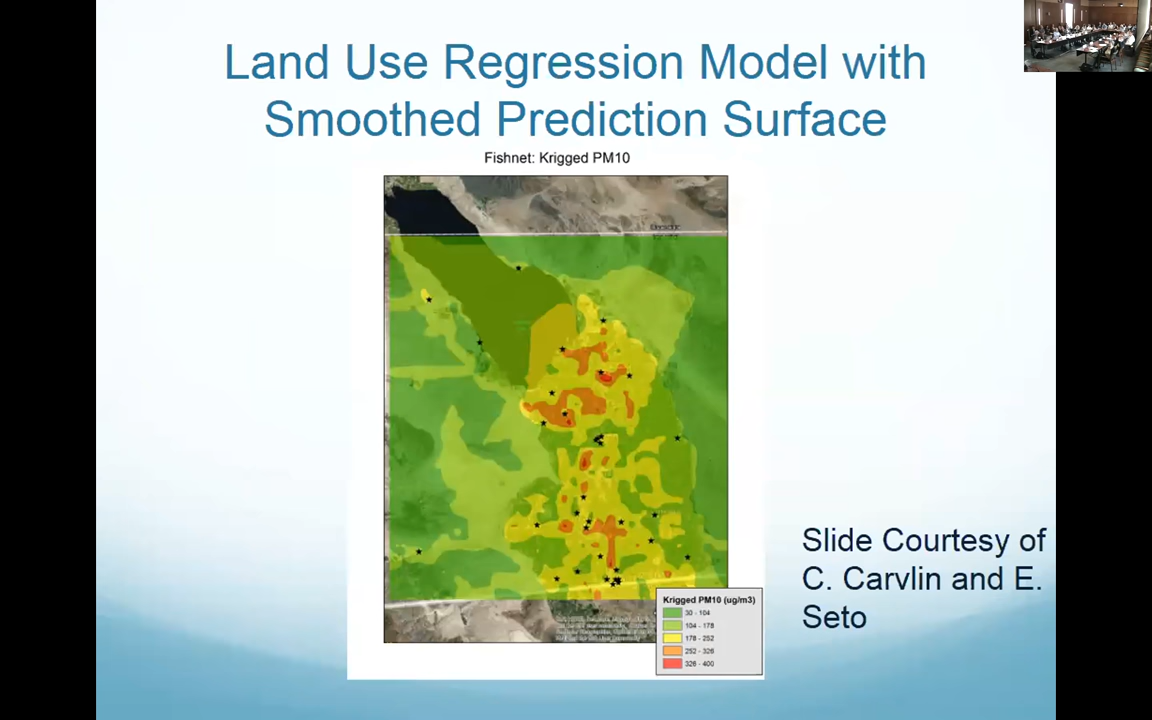 Land Use Regression Model with
Smoothed Prediction Surface
Fishnet: Krigged PM10
Slide Courtesy of
C. Carvlin and E.
Seto
Krigged PM10 (ug/m3)
30 - 104
104 - 178
178 - 252
252 - 326
326 - 400